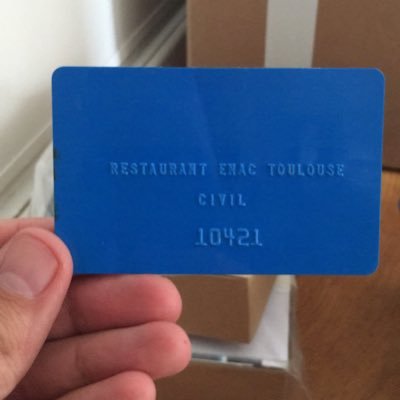 RESTAURANT ENAC TOULOUSE
CIVIL
10421